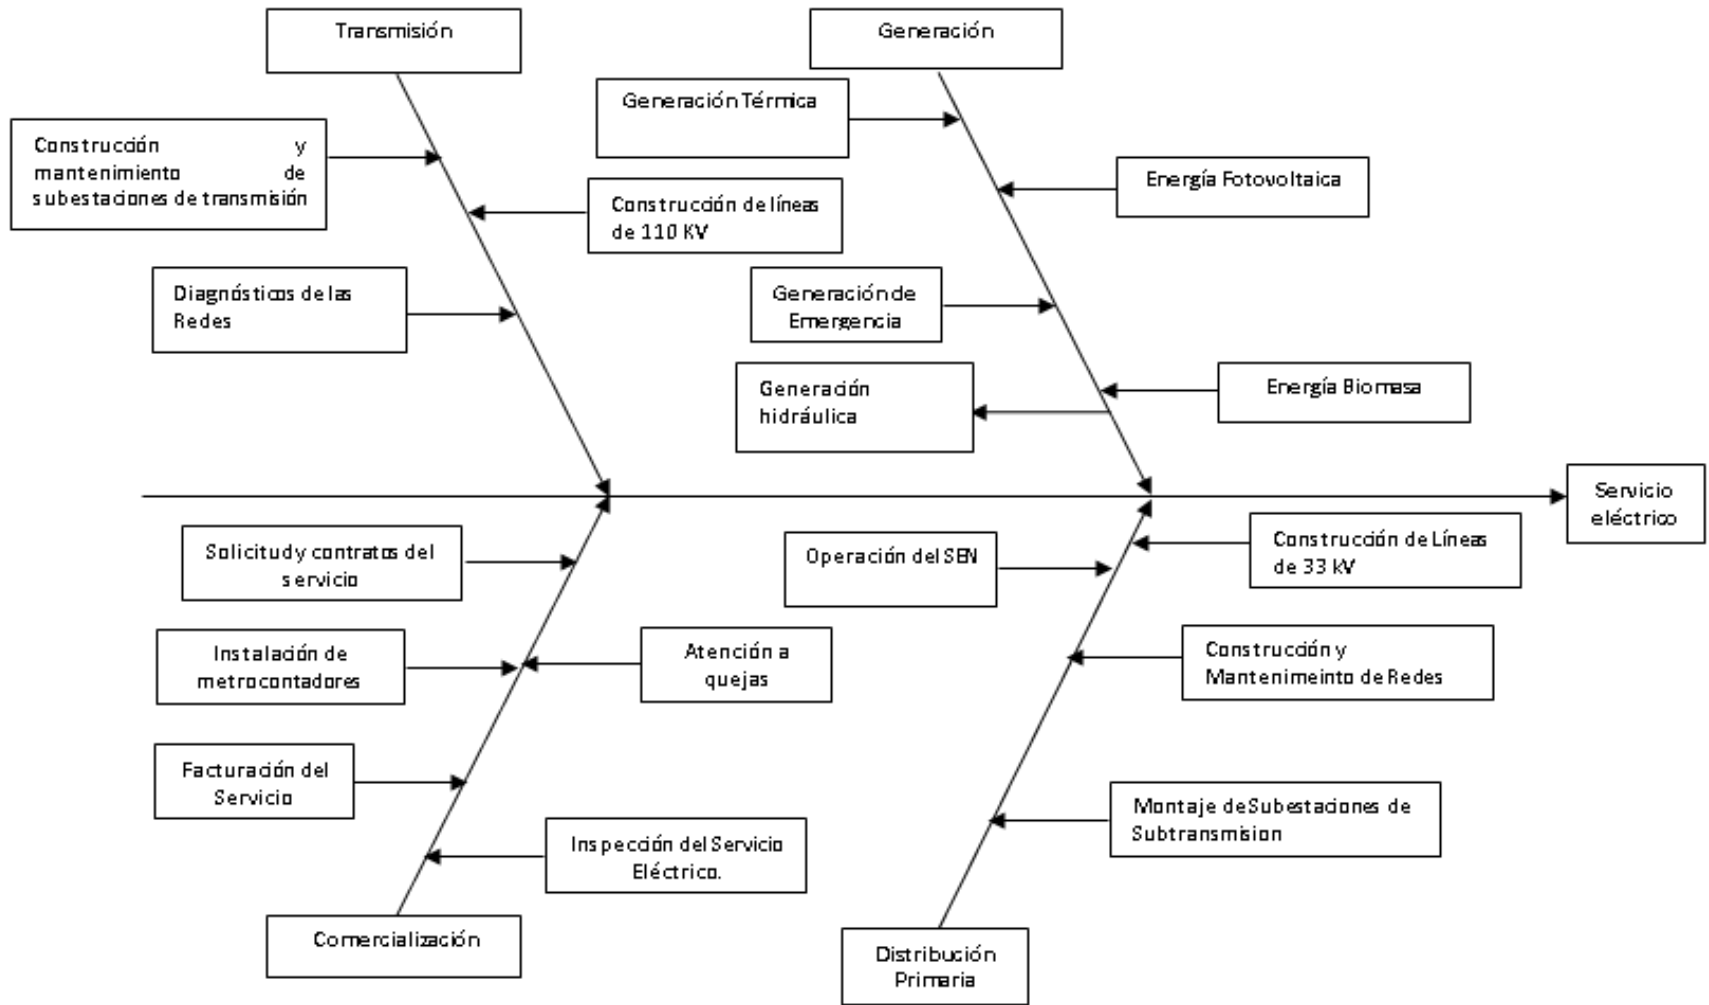 Transmisión
Generación
Generación Térmica
Construcción y
mantenimiento de
subestaciones de transmisión
Energía Fotovoltaica
Construcción de líneas
de 110 KV
Diagnósticos de las
Redes
Generación de
Emergencia
Generación
hidráulica
Energía Biomasa
Servicio
eléctrico
Solicitud y contratos del
servicio
Operación del SEN
Construcción de Líneas
de 33 kV
Instalación de
metrocontadores
Atención a
quejas
Construcción y
Mantenimeinto de Redes
Facturación del
Servicio
Montaje de Subestaciones de
Subtransmision
Inspección del Servicio
Eléctrico.
Comercialización
Distribución
Primaria